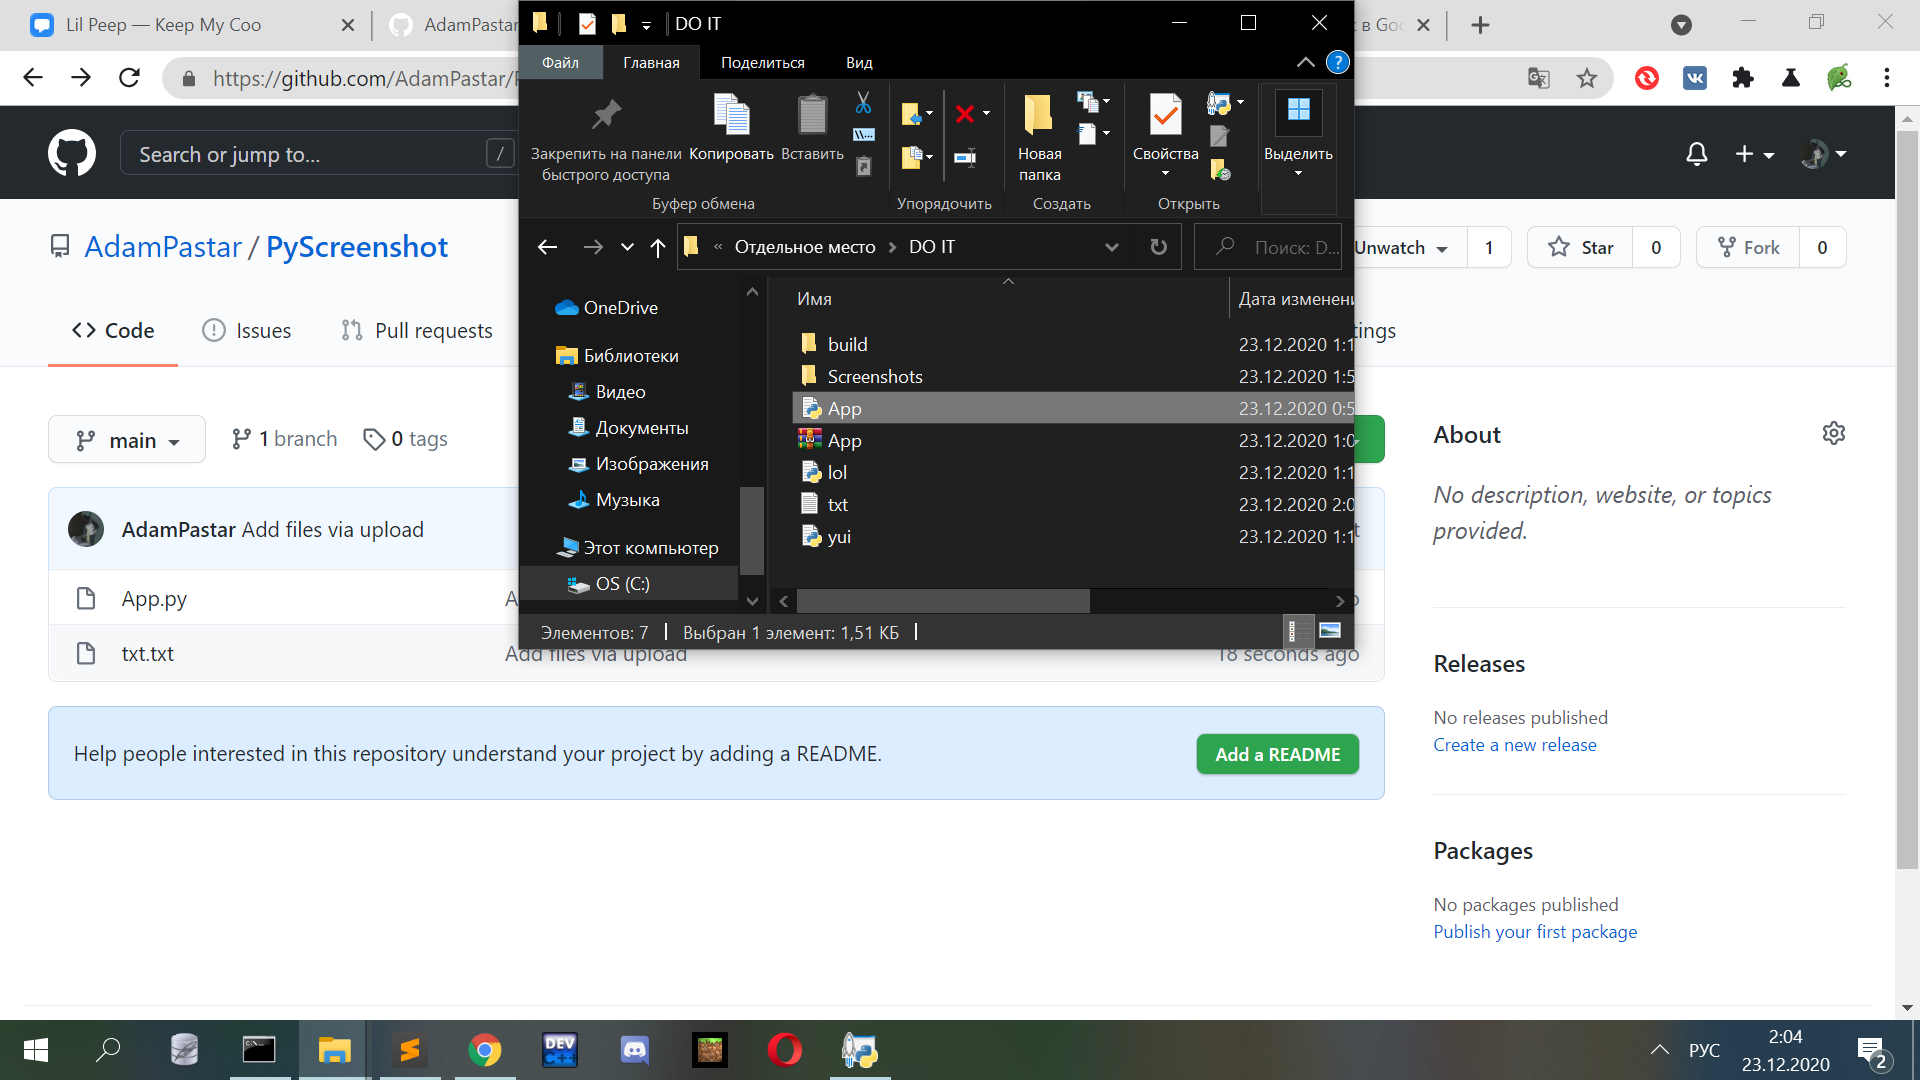 Lil Peep — Keep My Coo
AdamPastar
DO IT
в Goo
https://github.com/AdamPastar/
Файл
Главная
Поделиться
Вид
Search or jump to...
/
Закрепить на панели быстрого доступа
Копировать
Вставить
Новая папка
Свойства
Выделить
Буфер обмена
Упорядочить
Создать
Открыть
AdamPastar / PyScreenshot
« Отдельное место > DO IT
Поиск: D...
Unwatch 1
Star 0
Fork 0
Code
Issues
Pull requests
tings
OneDrive
Библиотеки
Видео
Документы
Изображения
Музыка
Этот компьютер
OS (C:)
Имя
Дата изменени
build 23.12.2020 1:1
Screenshots 23.12.2020 1:5
App 23.12.2020 0:5
App 23.12.2020 1:0
lol 23.12.2020 1:1
txt 23.12.2020 2:0
yui 23.12.2020 1:1
Элементов: 7
Выбран 1 элемент: 1,51 КБ
main
1 branch
0 tags
AdamPastar Add files via upload
App.py
txt.txt Add files via upload 18 seconds ago
Help people interested in this repository understand your project by adding a README.
Add a README
About
No description, website, or topics
provided.
Releases
No releases published
Create a new release
Packages
No packages published
Publish your first package
DEV
C++
РУС
2:04
23.12.2020
2